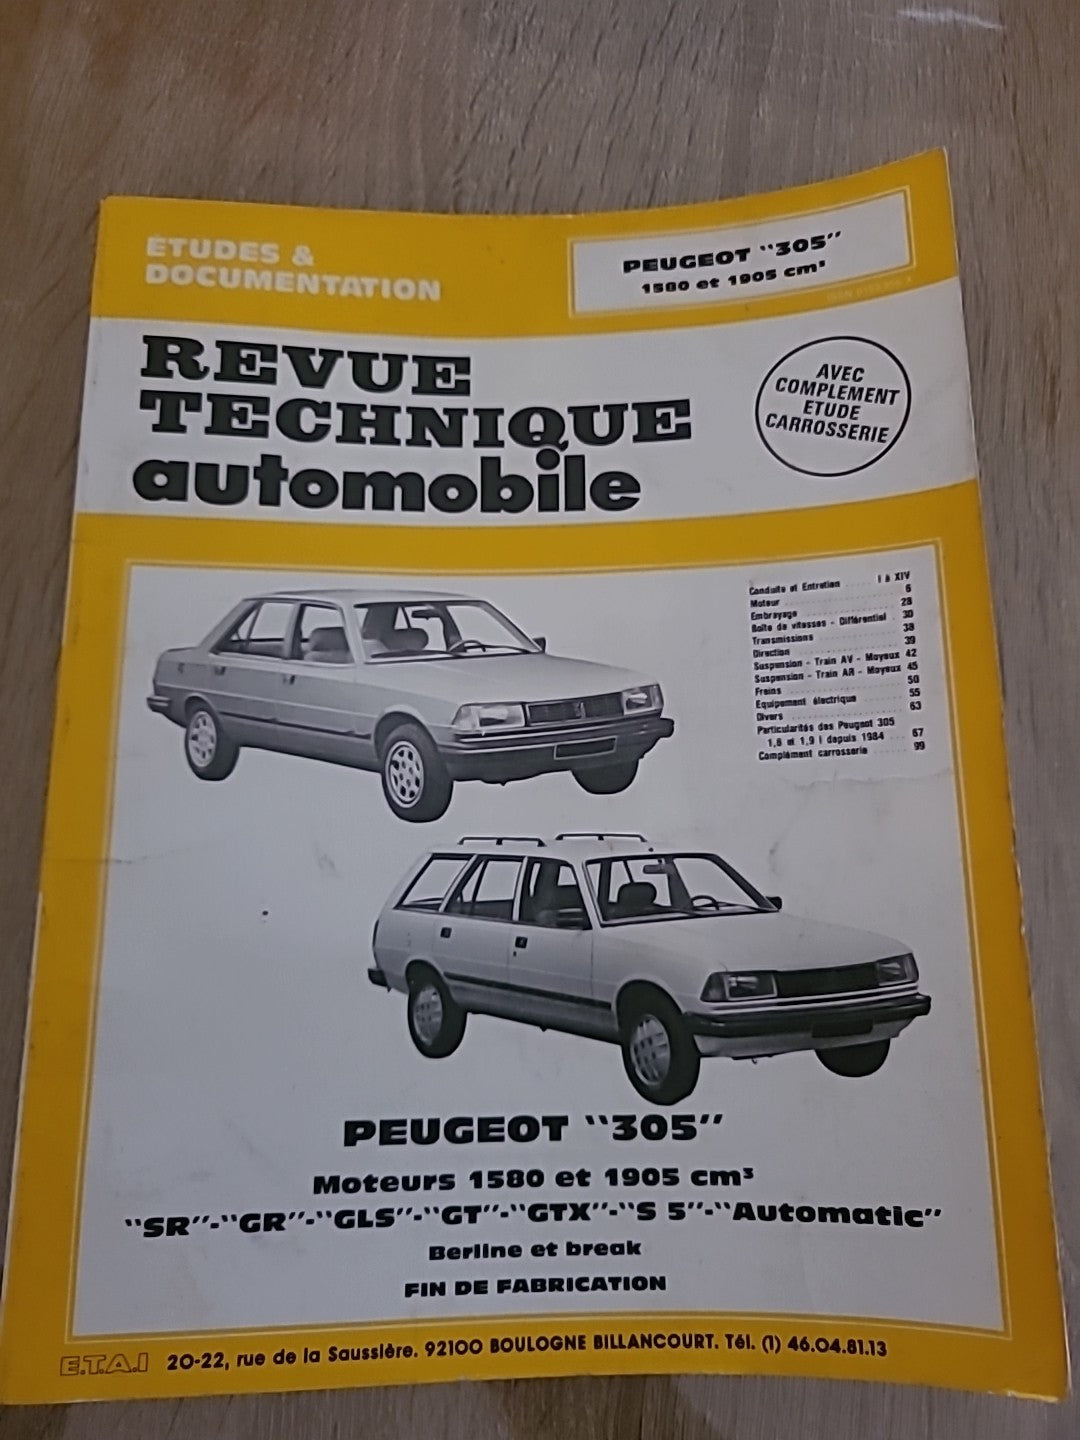 ETUDES &
DOCUMENTATION
PEUGEOT "305"
1580 et 1905 cm³
REVUE
TECHNIQUE
automobile
AVEC
COMPLEMENT
ETUDE
CARROSSERIE
Conduite et Entretien ..... I à XIV
Moteur ..... 6
Embrayage ..... 28
Boîte de vitesses - Différentiel . 30
Transmissions ..... 38
Direction ..... 39
Suspension - Train AV - Moyeux 42
Suspension - Train AR - Moyeux 45
Freins ..... 50
Equipement électrique ..... 55
Divers ..... 63
Particularités des Peugeot 305
1,6 et 1,9 l depuis 1984 ... 67
Complément carrosserie ..... 99
PEUGEOT "305"
Moteurs 1580 et 1905 cm³
"SR"-"GR"-"GLS"-"GT"-"GTX"-"S 5"-"Automatic"
Berline et break
FIN DE FABRICATION
E.T.A.I 20-22, rue de la Saussière. 92100 BOULOGNE BILLANCOURT. Tél. (1) 46.04.81.13